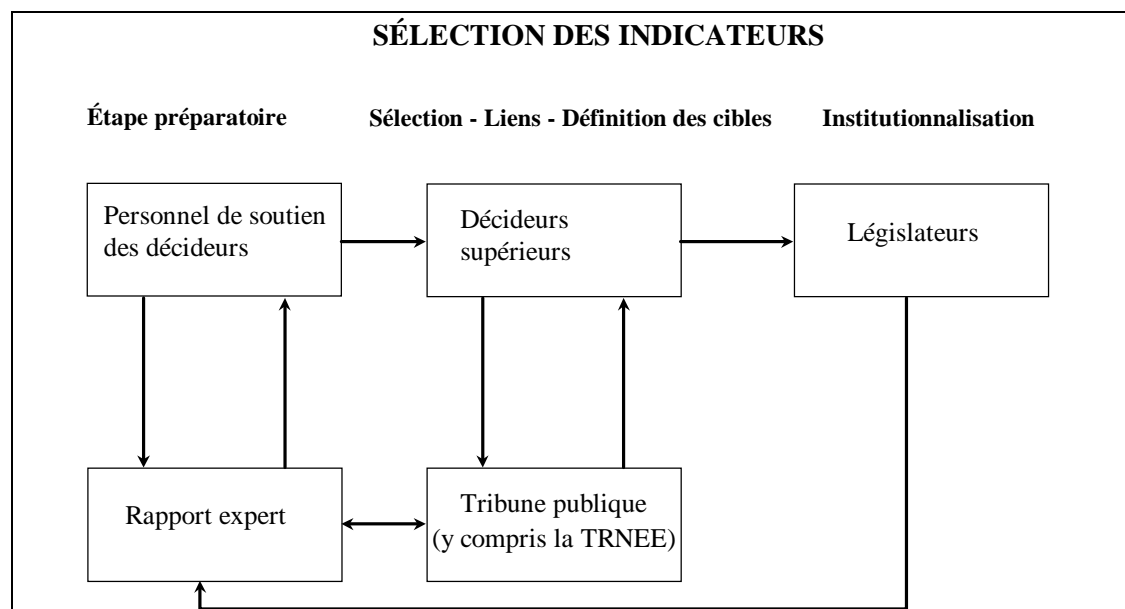 SÉLECTION DES INDICATEURS
Étape préparatoire
Sélection - Liens - Définition des cibles
Institutionnalisation
Personnel de soutien
des décideurs
Décideurs
supérieurs
Législateurs
Rapport expert
Tribune publique
(y compris la TRNEE)